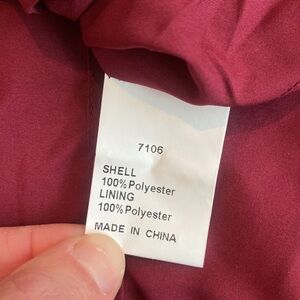 7106
SHELL
100%Polyester
LINING
100%Polyester
MADE IN CHINA